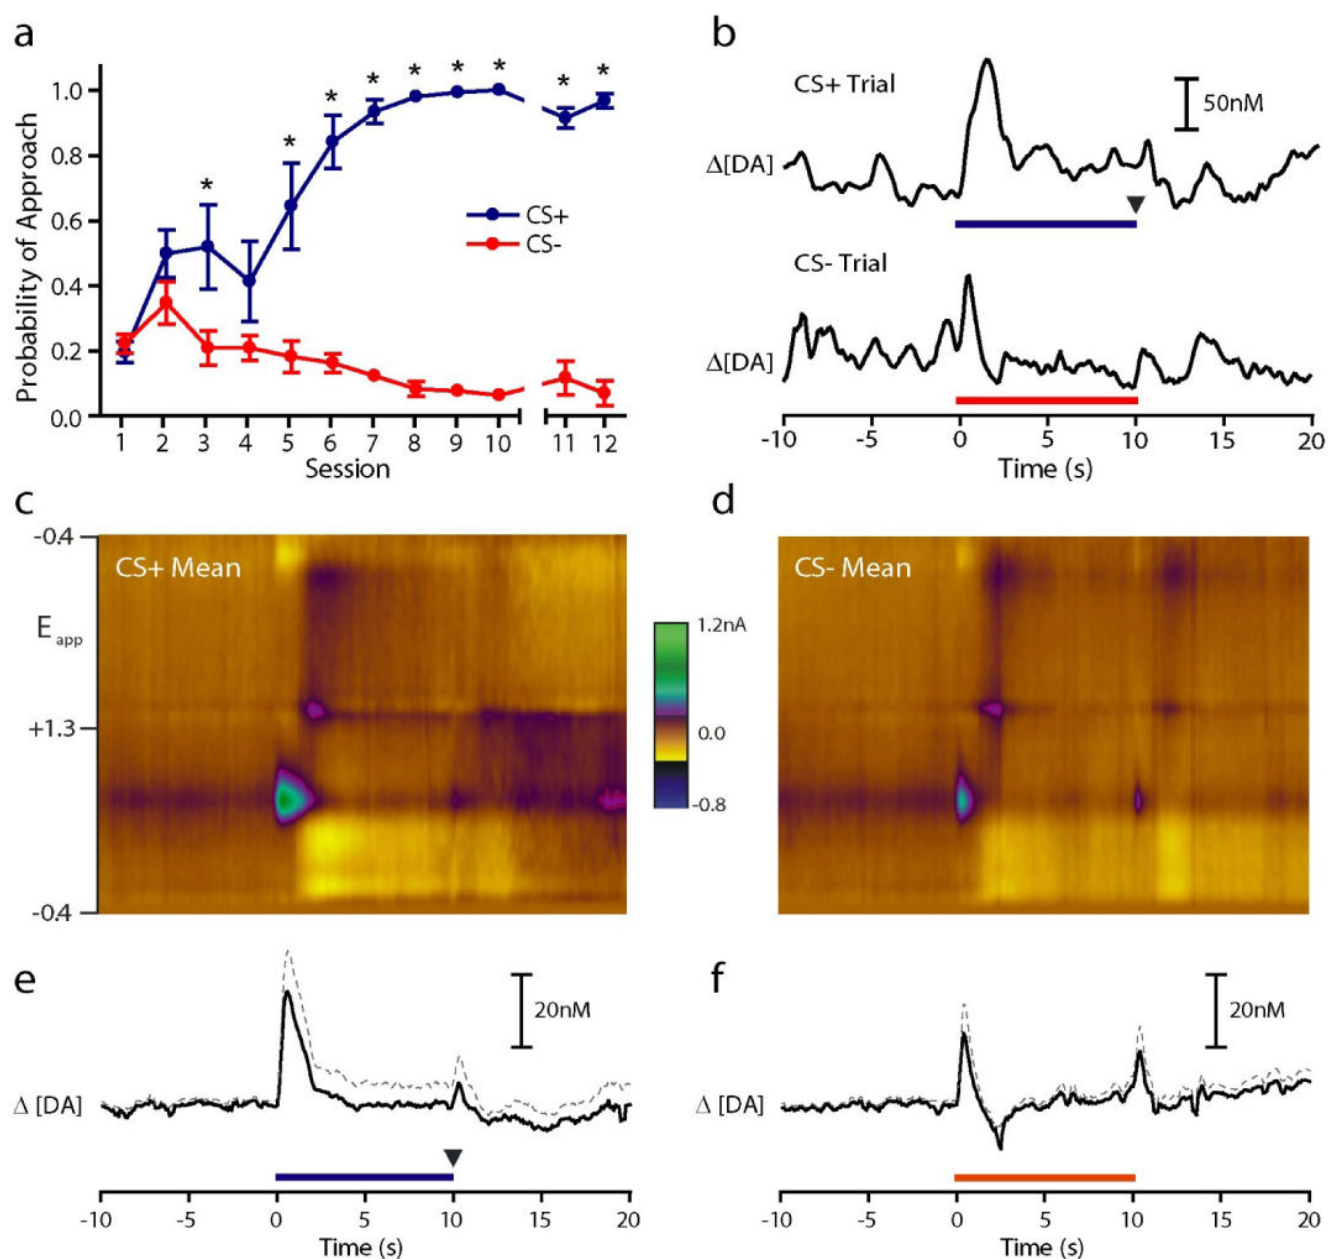 a
Probability of Approach
1.0
0.8
0.6
0.4
0.2
0.0
* * * * * * * * *
CS+
CS-
1 2 3 4 5 6 7 8 9 10 11 12
Session
b
CS+ Trial
50nM
Δ[DA]
CS- Trial
Δ[DA]
-10 -5 0 5 10 15 20
Time (s)
c
-0.4
CS+ Mean
E app
+1.3
-0.4
1.2nA
0.0
-0.8
d
CS- Mean
e
20nM
Δ [DA]
-10 -5 0 5 10 15 20
Time (s)
f
20nM
Δ [DA]
-10 -5 0 5 10 15 20
Time (s)